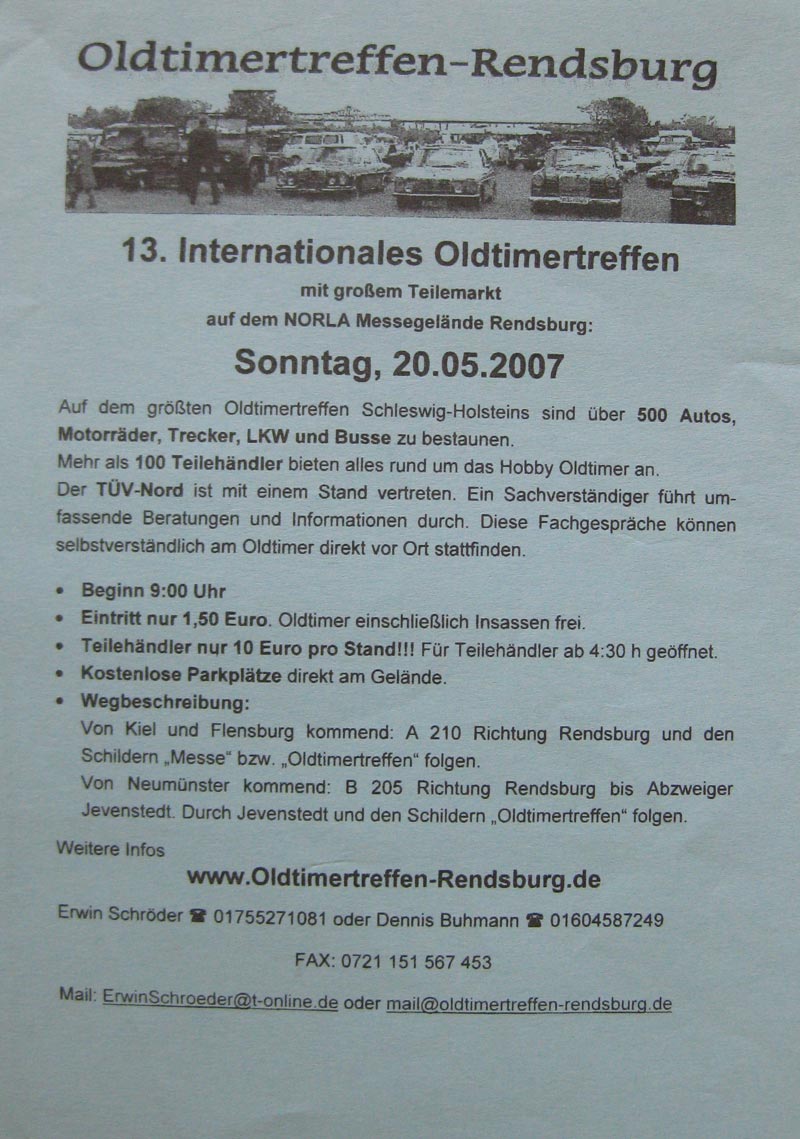 Oldtimertreffen-Rendsburg
13. Internationales Oldtimertreffen
mit großem Teilemarkt
auf dem NORLA Messegelände Rendsburg:
Sonntag, 20.05.2007
Auf dem größten Oldtimertreffen Schleswig-Holsteins sind über 500 Autos,
Motorräder, Trecker, LKW und Busse zu bestaunen.
Mehr als 100 Teilehändler bieten alles rund um das Hobby Oldtimer an.
Der TÜV-Nord ist mit einem Stand vertreten. Ein Sachverständiger führt um-
fassende Beratungen und Informationen durch. Diese Fachgespräche können
selbstverständlich am Oldtimer direkt vor Ort stattfinden.
• Beginn 9:00 Uhr
• Eintritt nur 1,50 Euro. Oldtimer einschließlich Insassen frei.
• Teilehändler nur 10 Euro pro Stand!!! Für Teilehändler ab 4:30 h geöffnet.
• Kostenlose Parkplätze direkt am Gelände.
• Wegbeschreibung:
Von Kiel und Flensburg kommend: A 210 Richtung Rendsburg und den
Schildern „Messe“ bzw. „Oldtimertreffen“ folgen.
Von Neumünster kommend: B 205 Richtung Rendsburg bis Abzweiger
Jevenstedt. Durch Jevenstedt und den Schildern „Oldtimertreffen“ folgen.
Weitere Infos
www.Oldtimertreffen-Rendsburg.de
Erwin Schröder ☎ 01755271081 oder Dennis Buhmann ☎ 01604587249
FAX: 0721 151 567 453
Mail: ErwinSchroeder@t-online.de oder mail@oldtimertreffen-rendsburg.de